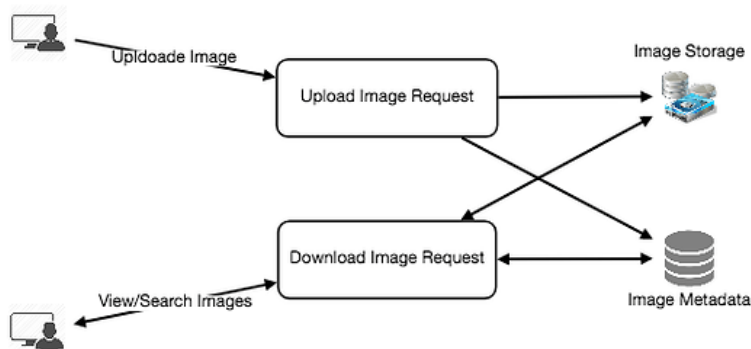 Upldoade Image
Image Storage
Upload Image Request
Download Image Request
View/Search Images
Image Metadata